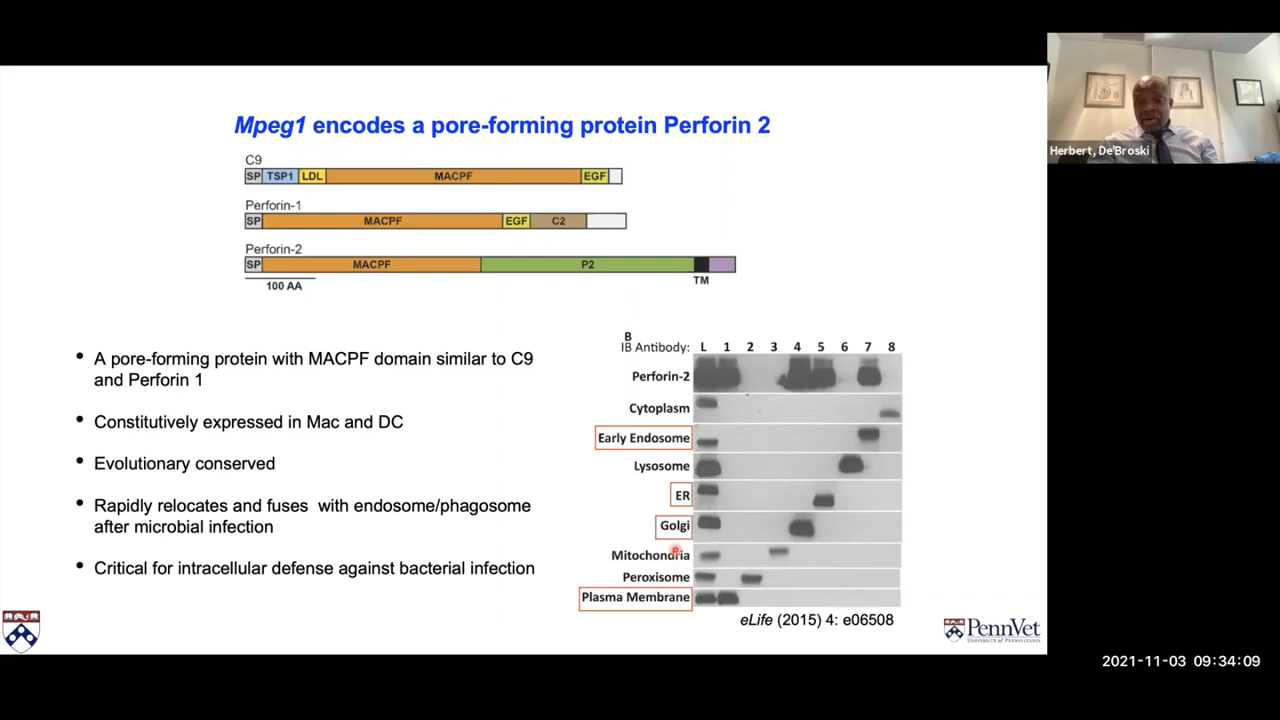 Herbert, De'Broski
Mpeg1 encodes a pore-forming protein Perforin 2
C9
SP TSP1 LDL MACPF EGF
Perforin-1
SP MACPF EGF C2
Perforin-2
SP MACPF P2
TM
100 AA
• A pore-forming protein with MACPF domain similar to C9
and Perforin 1
• Constitutively expressed in Mac and DC
• Evolutionary conserved
• Rapidly relocates and fuses with endosome/phagosome
after microbial infection
• Critical for intracellular defense against bacterial infection
B
IB Antibody: L 1 2 3 4 5 6 7 8
Perforin-2
Cytoplasm
Early Endosome
Lysosome
ER
Golgi
Mitochondria
Peroxisome
Plasma Membrane
eLife (2015) 4: e06508
PennVet
UNIVERSITY OF PENNSYLVANIA
2021-11-03 09:34:09